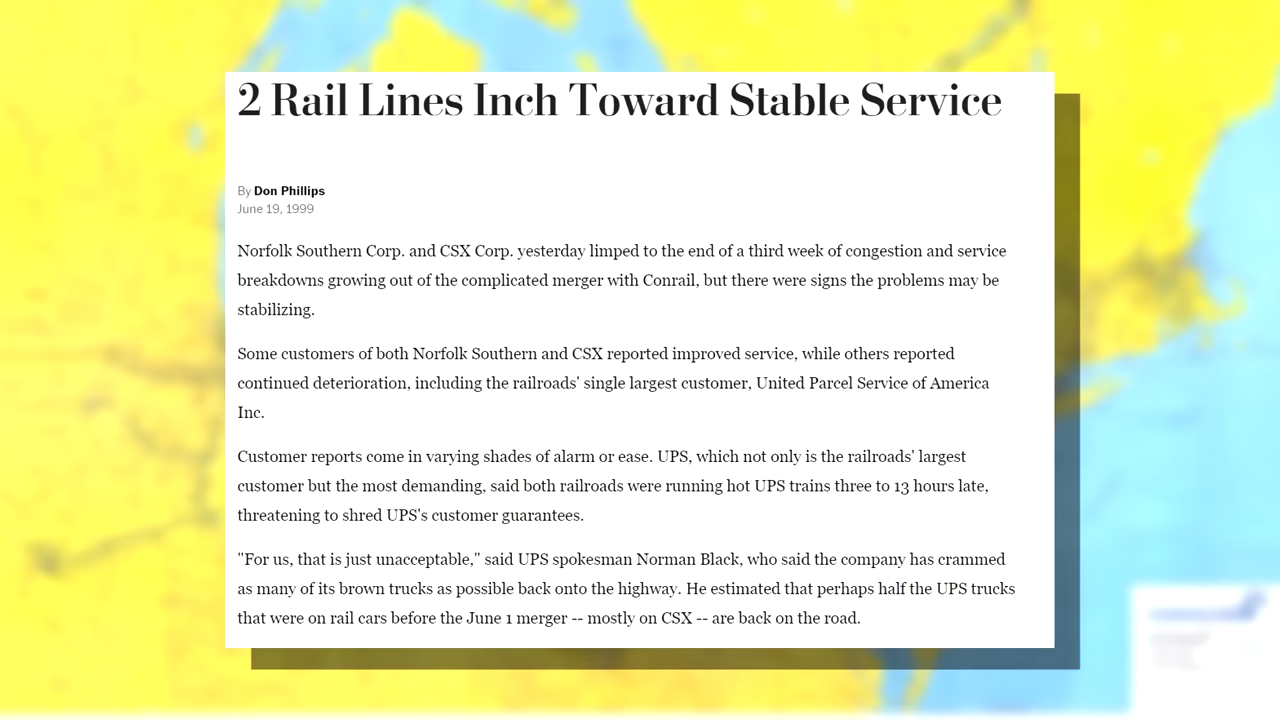 2 Rail Lines Inch Toward Stable Service
By Don Phillips
June 19, 1999
Norfolk Southern Corp. and CSX Corp. yesterday limped to the end of a third week of congestion and service
breakdowns growing out of the complicated merger with Conrail, but there were signs the problems may be
stabilizing.
Some customers of both Norfolk Southern and CSX reported improved service, while others reported
continued deterioration, including the railroads' single largest customer, United Parcel Service of America
Inc.
Customer reports come in varying shades of alarm or ease. UPS, which not only is the railroads' largest
customer but the most demanding, said both railroads were running hot UPS trains three to 13 hours late,
threatening to shred UPS's customer guarantees.
"For us, that is just unacceptable," said UPS spokesman Norman Black, who said the company has crammed
as many of its brown trucks as possible back onto the highway. He estimated that perhaps half the UPS trucks
that were on rail cars before the June 1 merger -- mostly on CSX -- are back on the road.